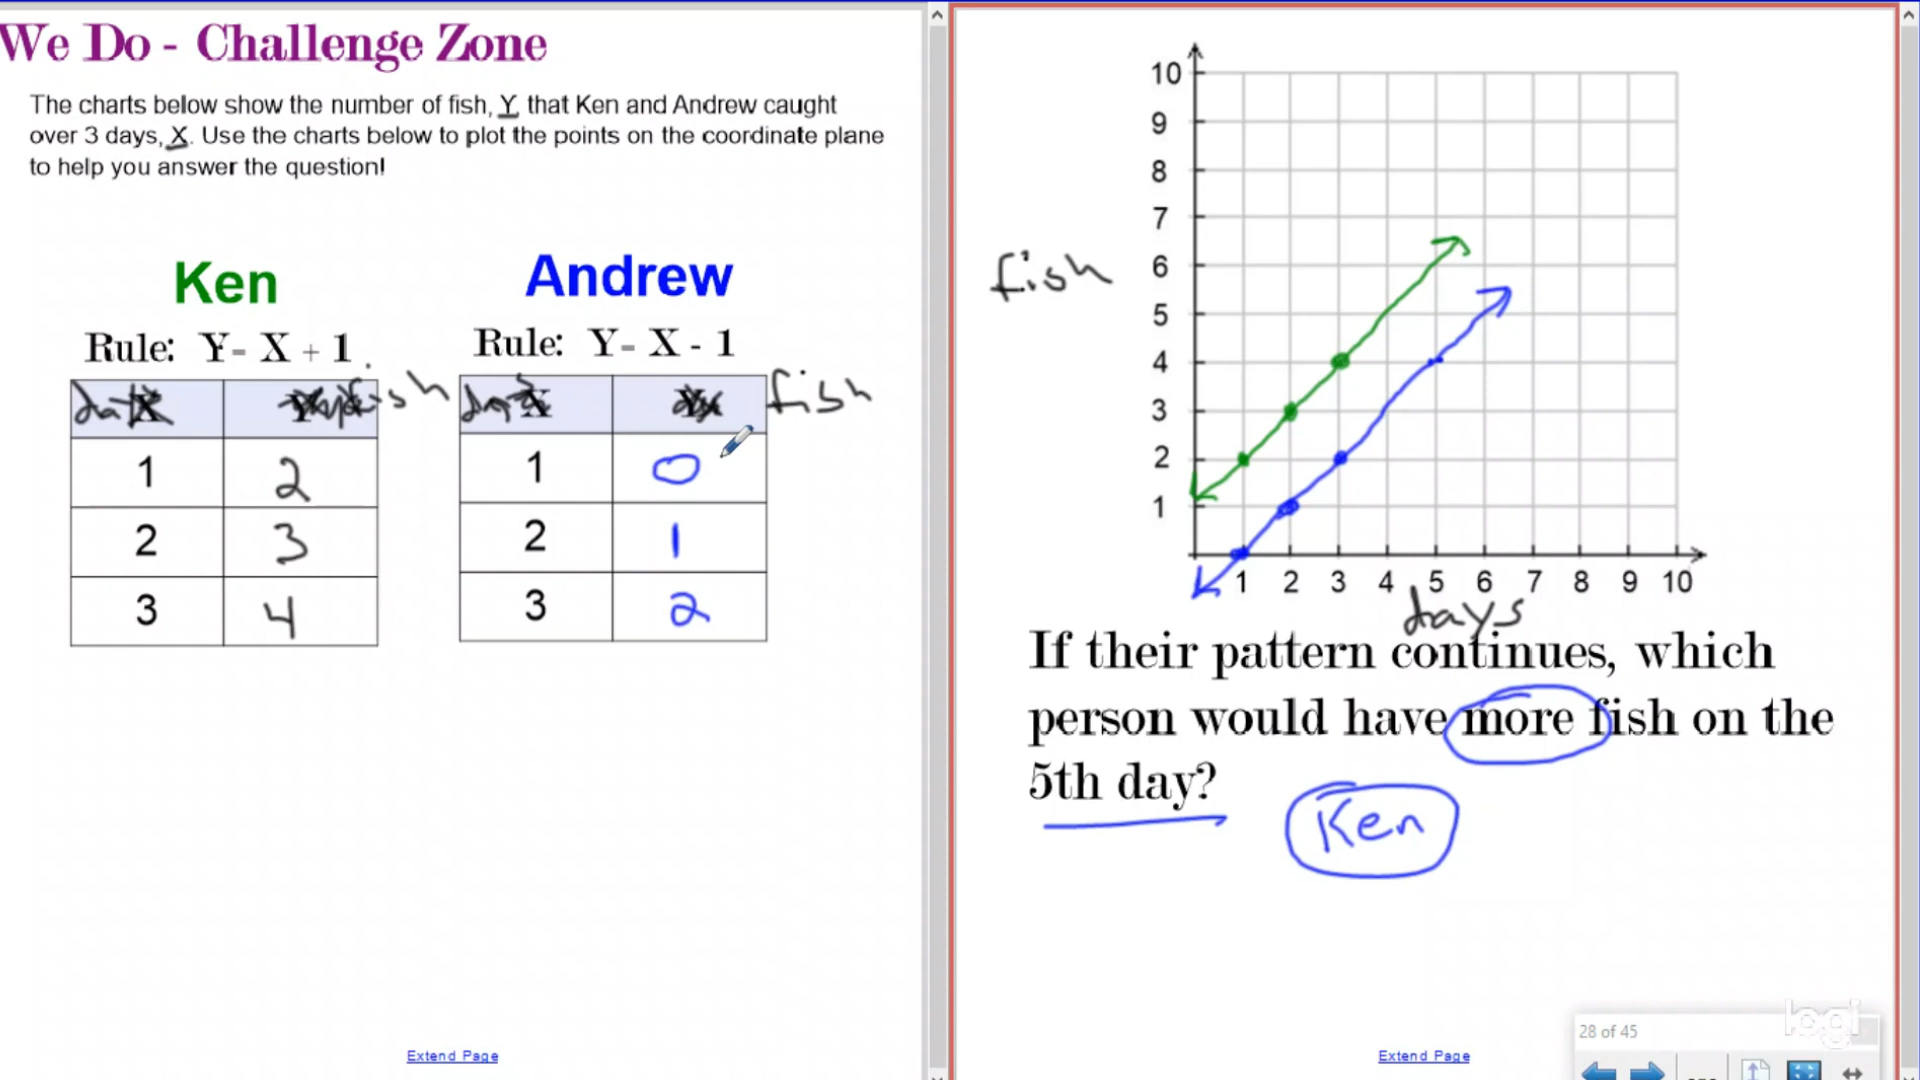 We Do - Challenge Zone
The charts below show the number of fish, Y, that Ken and Andrew caught
over 3 days, X. Use the charts below to plot the points on the coordinate plane
to help you answer the question!
Ken
Rule: Y= X + 1
X Y fish
1 2
2 3
3 4
Andrew
Rule: Y= X - 1
days X fish
1 0
2 1
3 2
Extend Page
10
9
8
7
fish 6
5
4
3
2
1
1 2 3 4 5 6 7 8 9 10
days
If their pattern continues, which
person would have more fish on the
5th day?
Ken
Extend Page
28 of 45
logi